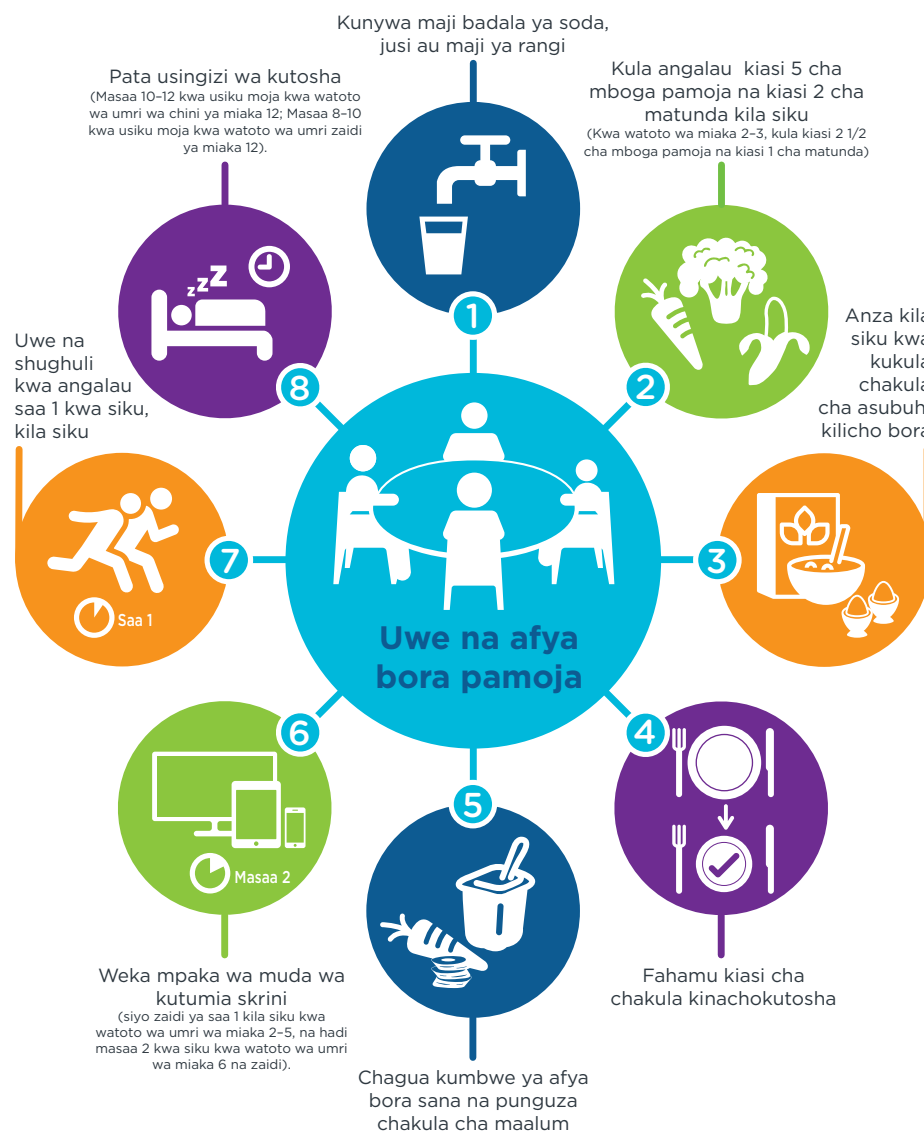 Kunywa maji badala ya soda,
jusi au maji ya rangi
1
Kula angalau kiasi 5 cha
mboga pamoja na kiasi 2 cha
matunda kila siku
(Kwa watoto wa miaka 2–3, kula kiasi 2 1/2
cha mboga pamoja na kiasi 1 cha matunda)
2
Anza kila
siku kwa
kukula
chakula
cha asubuh
kilicho bora
3
4
Fahamu kiasi cha
chakula kinachokutosha
5
Chagua kumbwe ya afya
bora sana na punguza
chakula cha maalum
6
Masaa 2
Weka mpaka wa muda wa
kutumia skrini
(siyo zaidi ya saa 1 kila siku kwa
watoto wa umri wa miaka 2–5, na hadi
masaa 2 kwa siku kwa watoto wa umri
wa miaka 6 na zaidi).
Uwe na
shughuli
kwa angalau
saa 1 kwa siku,
kila siku
7
Saa 1
Pata usingizi wa kutosha
(Masaa 10–12 kwa usiku moja kwa watoto
wa umri wa chini ya miaka 12; Masaa 8–10
kwa usiku moja kwa watoto wa umri zaidi
ya miaka 12).
zzZ
8
Uwe na afya
bora pamoja